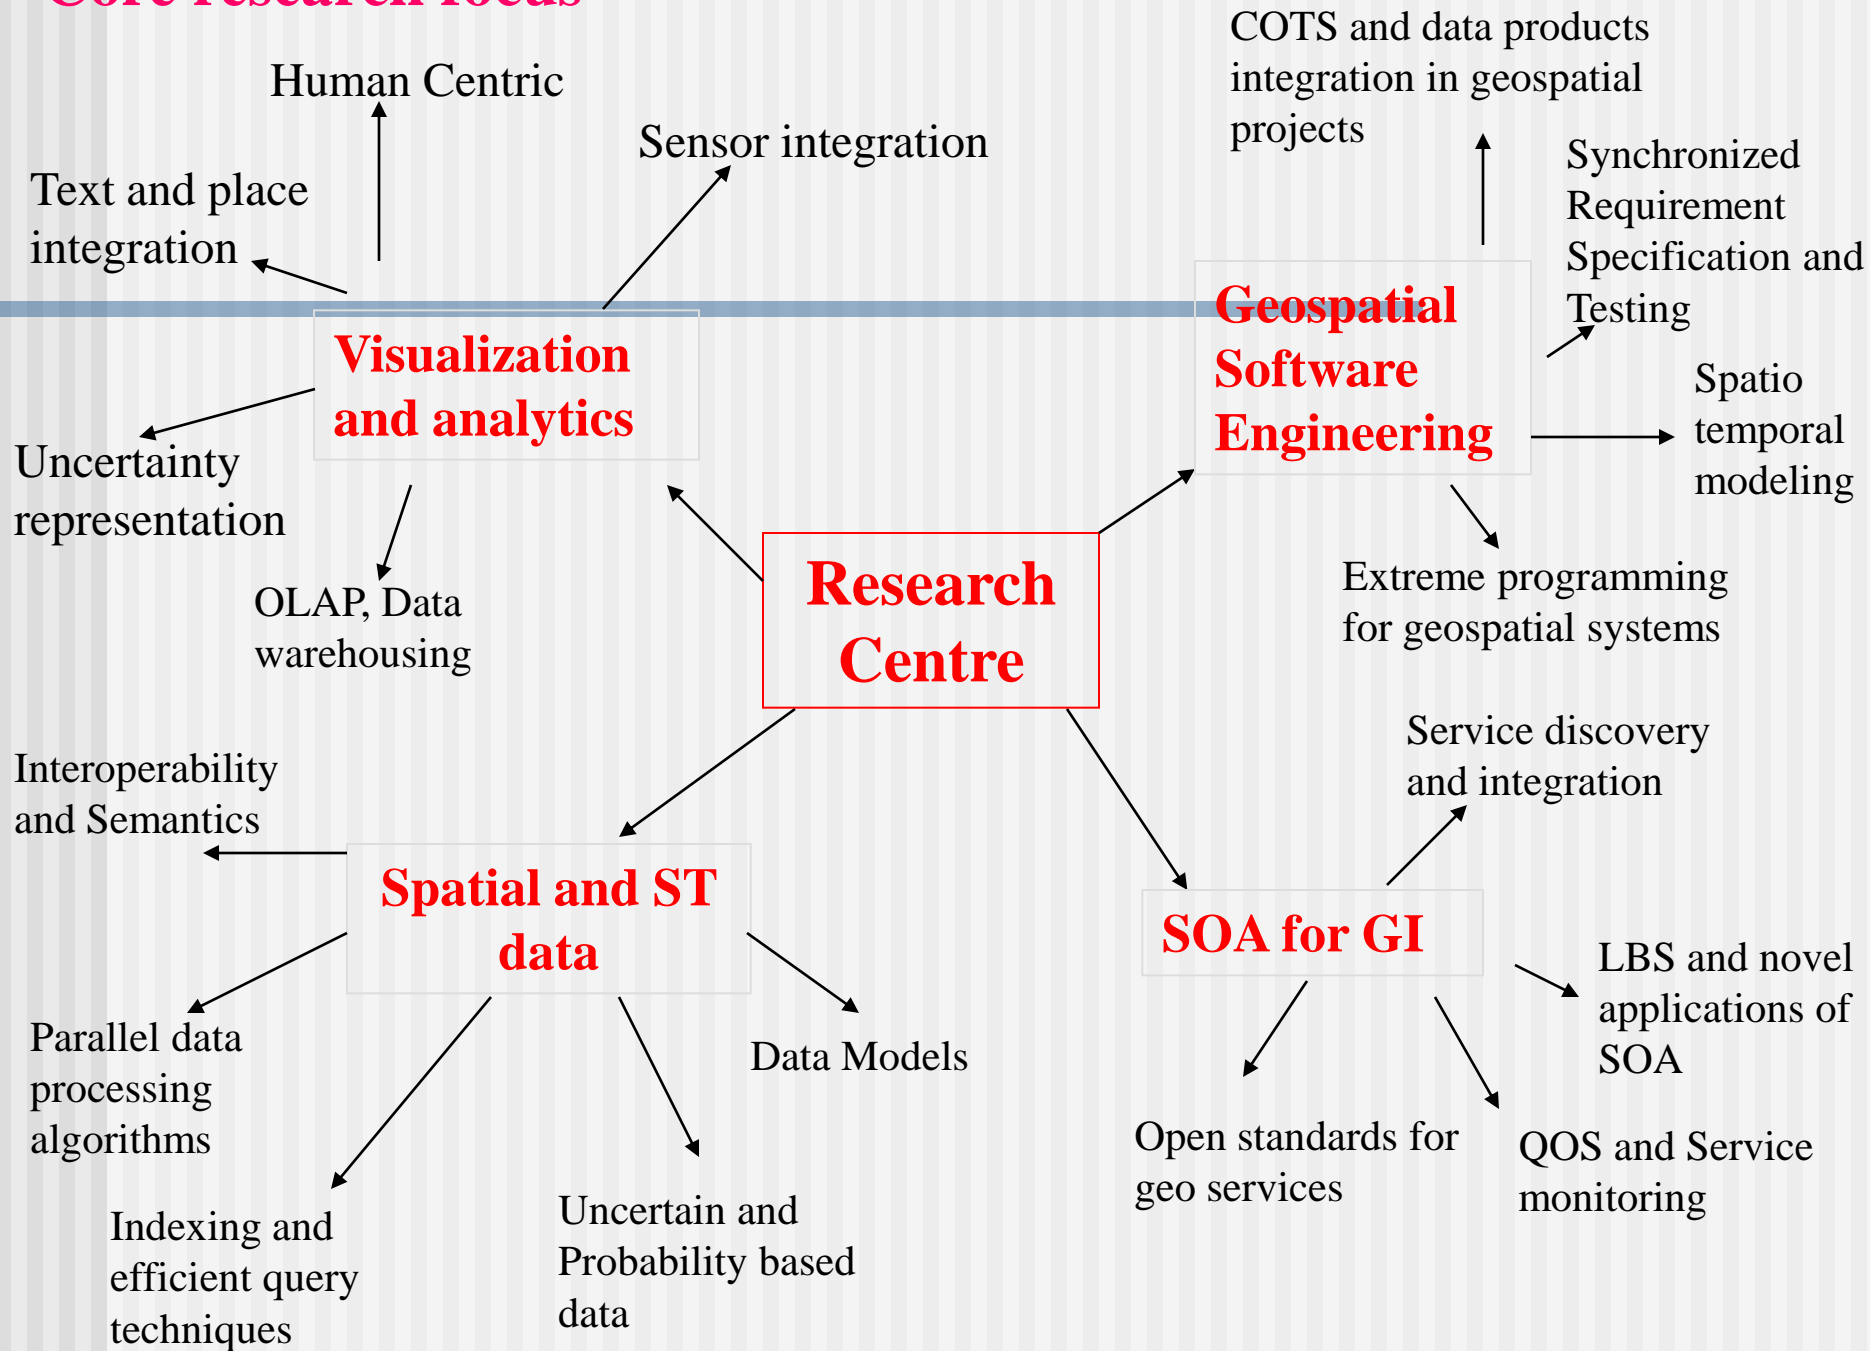 Core research focus
Human Centric
Sensor integration
Text and place
integration
Visualization
and analytics
Uncertainty
representation
OLAP, Data
warehousing
COTS and data products
integration in geospatial
projects
Synchronized
Requirement
Specification and
Testing
Geospatial
Software
Engineering
Spatio
temporal
modeling
Extreme programming
for geospatial systems
Research
Centre
Interoperability
and Semantics
Spatial and ST
data
Parallel data
processing
algorithms
Indexing and
efficient query
techniques
Uncertain and
Probability based
data
Data Models
Service discovery
and integration
SOA for GI
LBS and novel
applications of
SOA
Open standards for
geo services
QOS and Service
monitoring